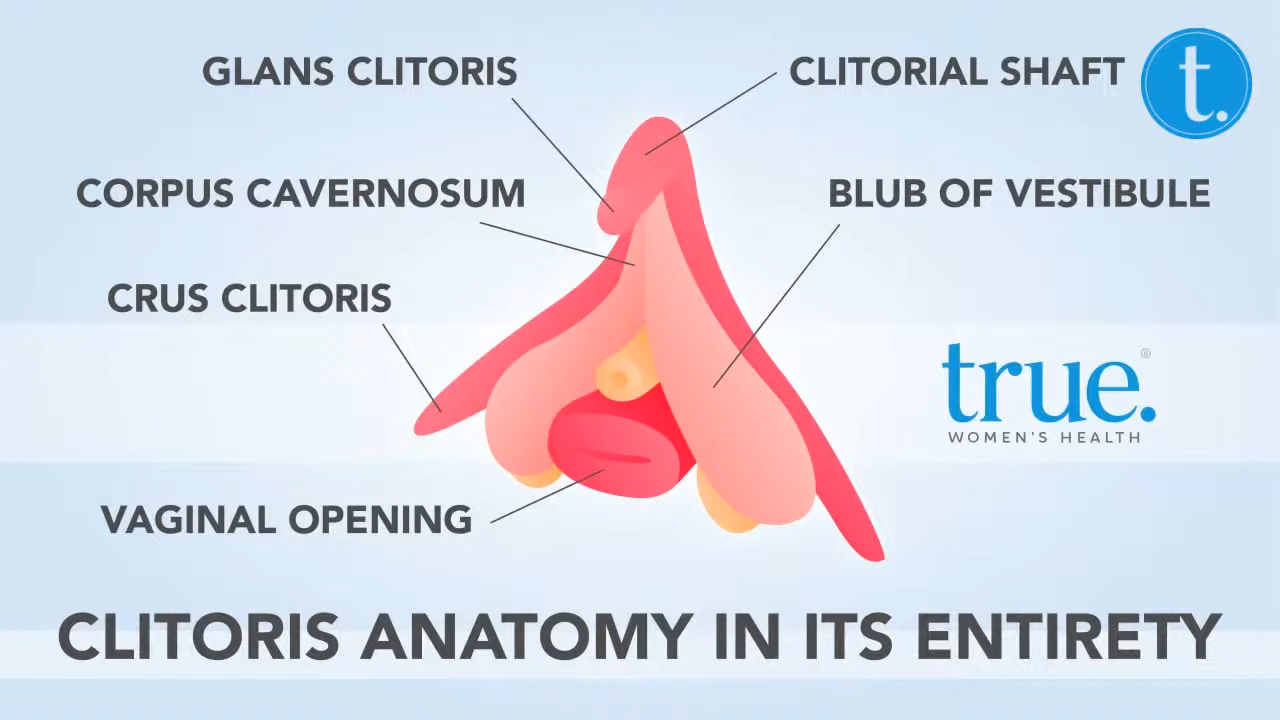 GLANS CLITORIS
CLITORIAL SHAFT
t.
CORPUS CAVERNOSUM
BLUB OF VESTIBULE
CRUS CLITORIS
true.®
WOMEN'S HEALTH
VAGINAL OPENING
CLITORIS ANATOMY IN ITS ENTIRETY